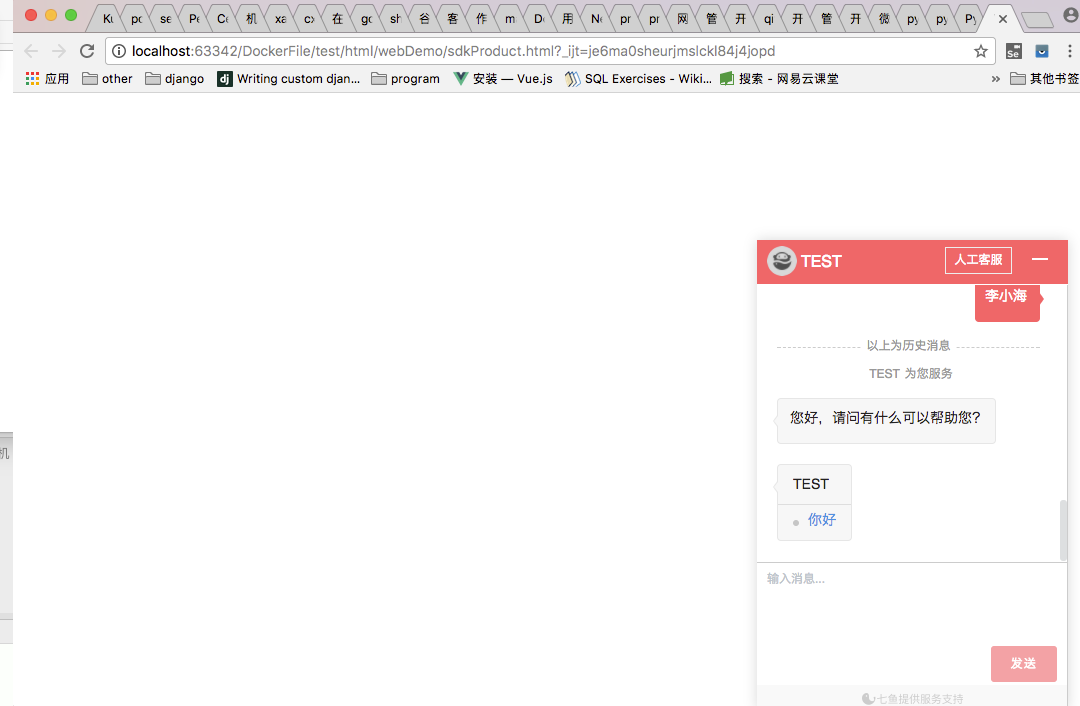 Ku pc se Pe Co 机 xa cx 在 gc sh 谷 客 作 m D 用 N pr pr 网 管 开 qi 开 管 开 微 py py Py
localhost:63342/DockerFile/test/html/webDemo/sdkProduct.html?_ijt=je6ma0sheurjmslckl84j4jopd
Se
应用 other django dj Writing custom djan... program 安装 — Vue.js SQL Exercises - Wiki... 搜索 - 网易云课堂 » 其他书签
机
TEST 人工客服
李小海
以上为历史消息
TEST 为您服务
您好，请问有什么可以帮助您?
TEST
你好
输入消息...
发送
七鱼提供服务支持